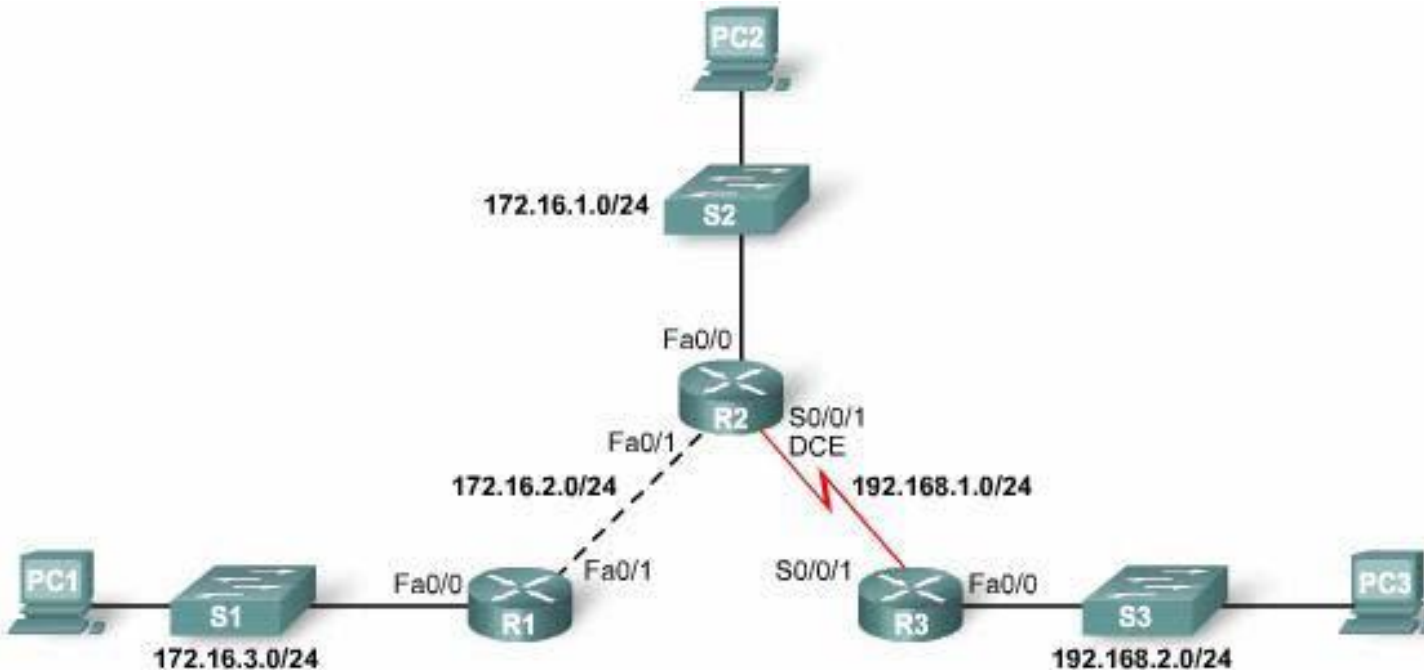 PC2
172.16.1.0/24
S2
Fa0/0
R2
S0/0/1
DCE
Fa0/1
172.16.2.0/24
192.168.1.0/24
PC1
S1
Fa0/0
R1
Fa0/1
S0/0/1
R3
Fa0/0
S3
PC3
172.16.3.0/24
192.168.2.0/24